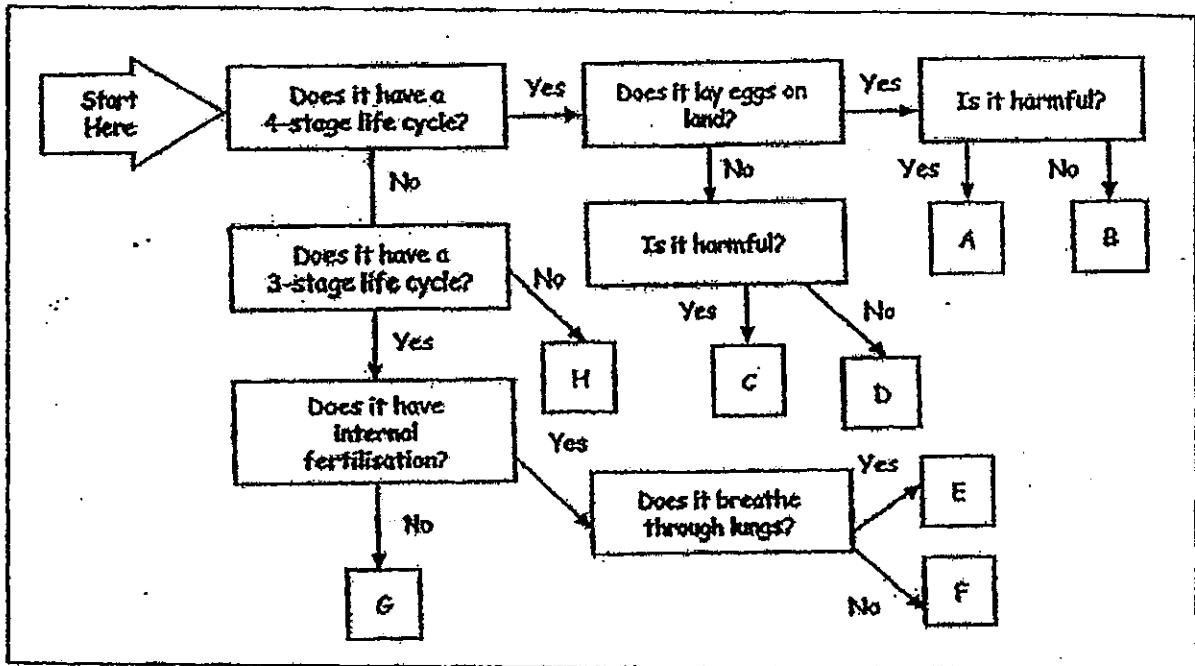 Start
Here
Does it have a
4-stage life cycle?
Yes
Does it lay eggs on
land?
Yes
Is it harmful?
No
No
Yes
No
Does it have a
3-stage life cycle?
Is it harmful?
A
B
No
Yes
Yes
No
H
C
D
Does it have
internal
fertilisation?
Yes
Does it breathe
through lungs?
Yes
E
No
No
F
G